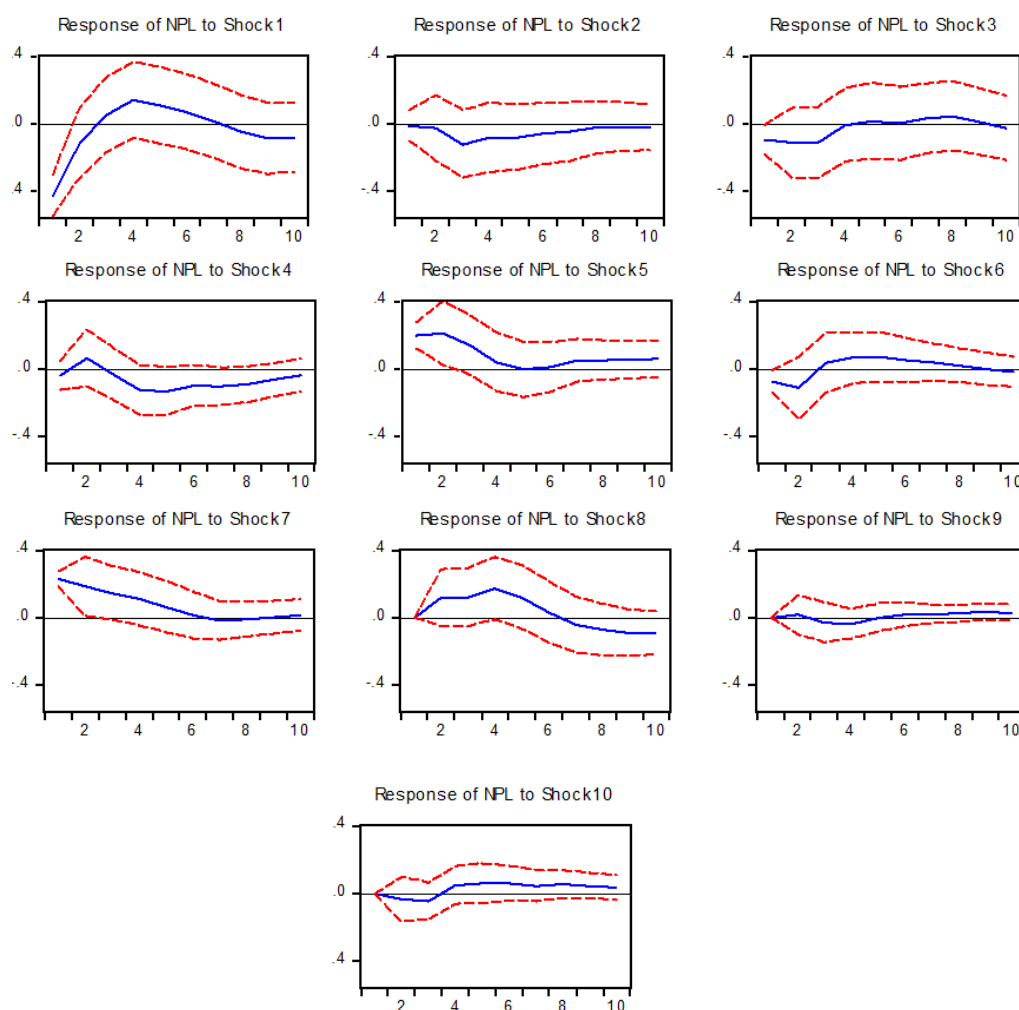 Response of NPL to Shock1
.4
.0
.4
2 4 6 8 10
Response of NPL to Shock2
.4
.0
-.4
2 4 6 8 10
Response of NPL to Shock3
.4
.0
-.4
2 4 6 8 10
Response of NPL to Shock4
.4
.0
-.4
2 4 6 8 10
Response of NPL to Shock5
.4
.0
-.4
2 4 6 8 10
Response of NPL to Shock6
.4
.0
-.4
2 4 6 8 10
Response of NPL to Shock7
.4
.0
-.4
2 4 6 8 10
Response of NPL to Shock8
.4
.0
-.4
2 4 6 8 10
Response of NPL to Shock9
.4
.0
-.4
2 4 6 8 10
Response of NPL to Shock10
.4
.0
-.4
2 4 6 8 10